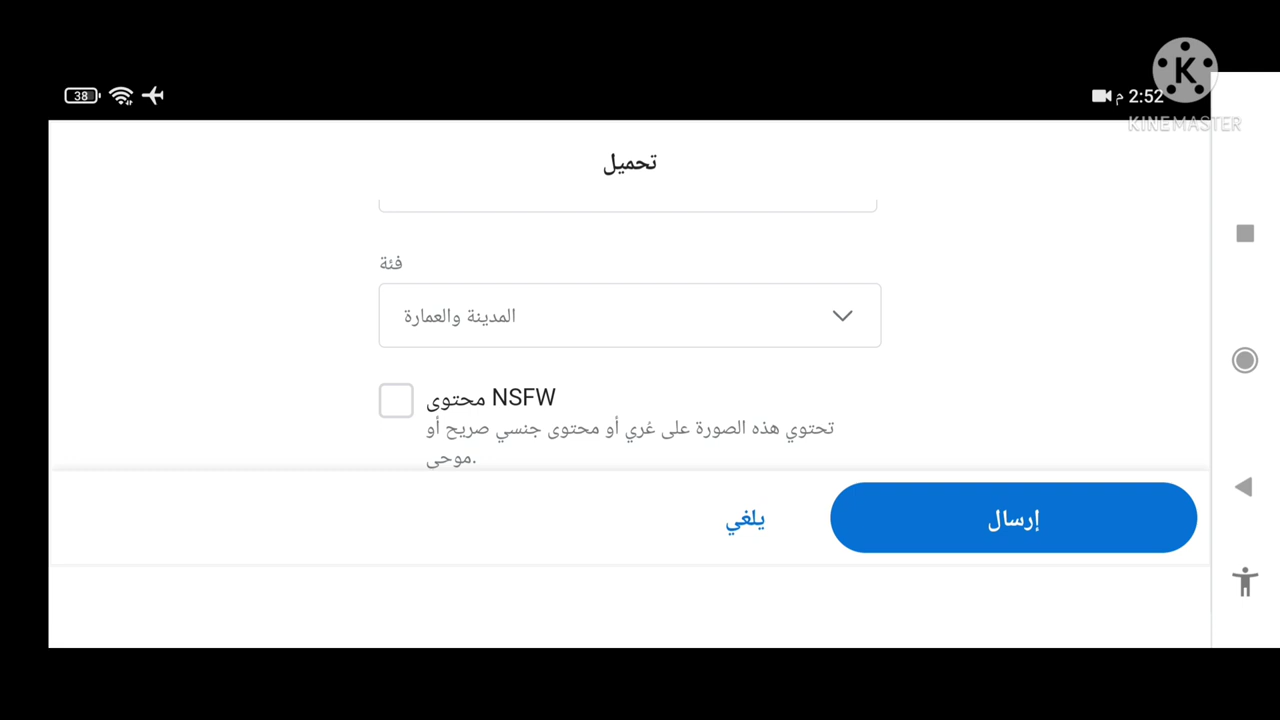 38
م 2:52
K
KINEMASTER
تحميل
فئة
المدينة والعمارة
محتوى NSFW
تحتوي هذه الصورة على عُري أو محتوى جنسي صريح أو
موحى.
يلغي
إرسال